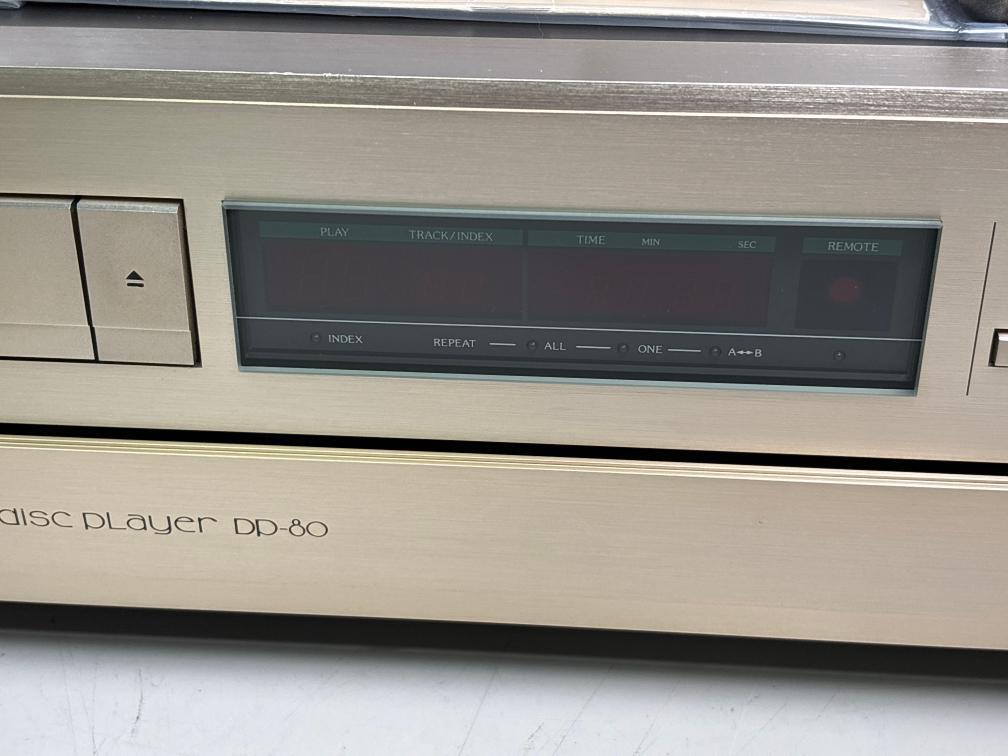 PLAY TRACK/INDEX TIME MIN SEC REMOTE
INDEX REPEAT ALL ONE A↔B
disc player DP-80